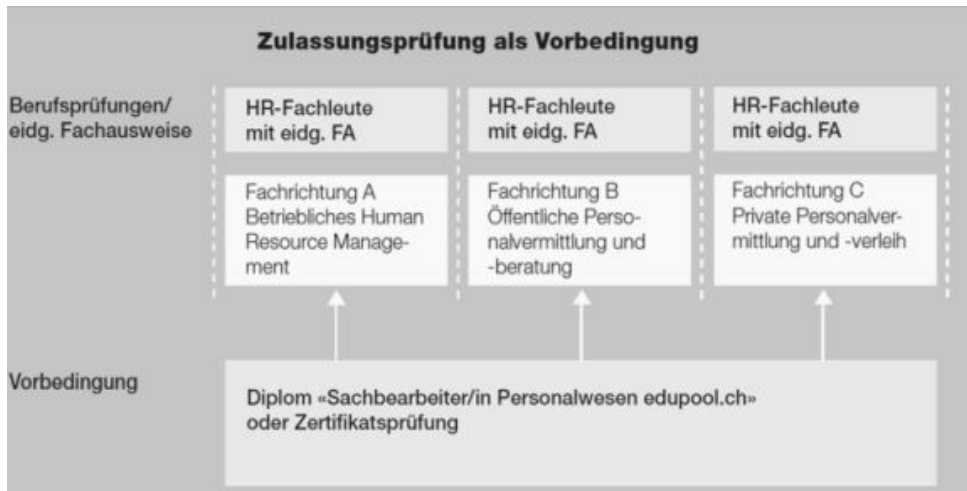 Zulassungsprüfung als Vorbedingung
Berufsprüfungen/
eidg. Fachausweise
HR-Fachleute
mit eidg. FA
HR-Fachleute
mit eidg. FA
HR-Fachleute
mit eidg. FA
Fachrichtung A
Betriebliches Human
Resource Manage-
ment
Fachrichtung B
Öffentliche Perso-
nalvermittlung und
-beratung
Fachrichtung C
Private Personalver-
mittlung und -verleih
Vorbedingung
Diplom «Sachbearbeiter/in Personalwesen edupool.ch»
oder Zertifikatsprüfung